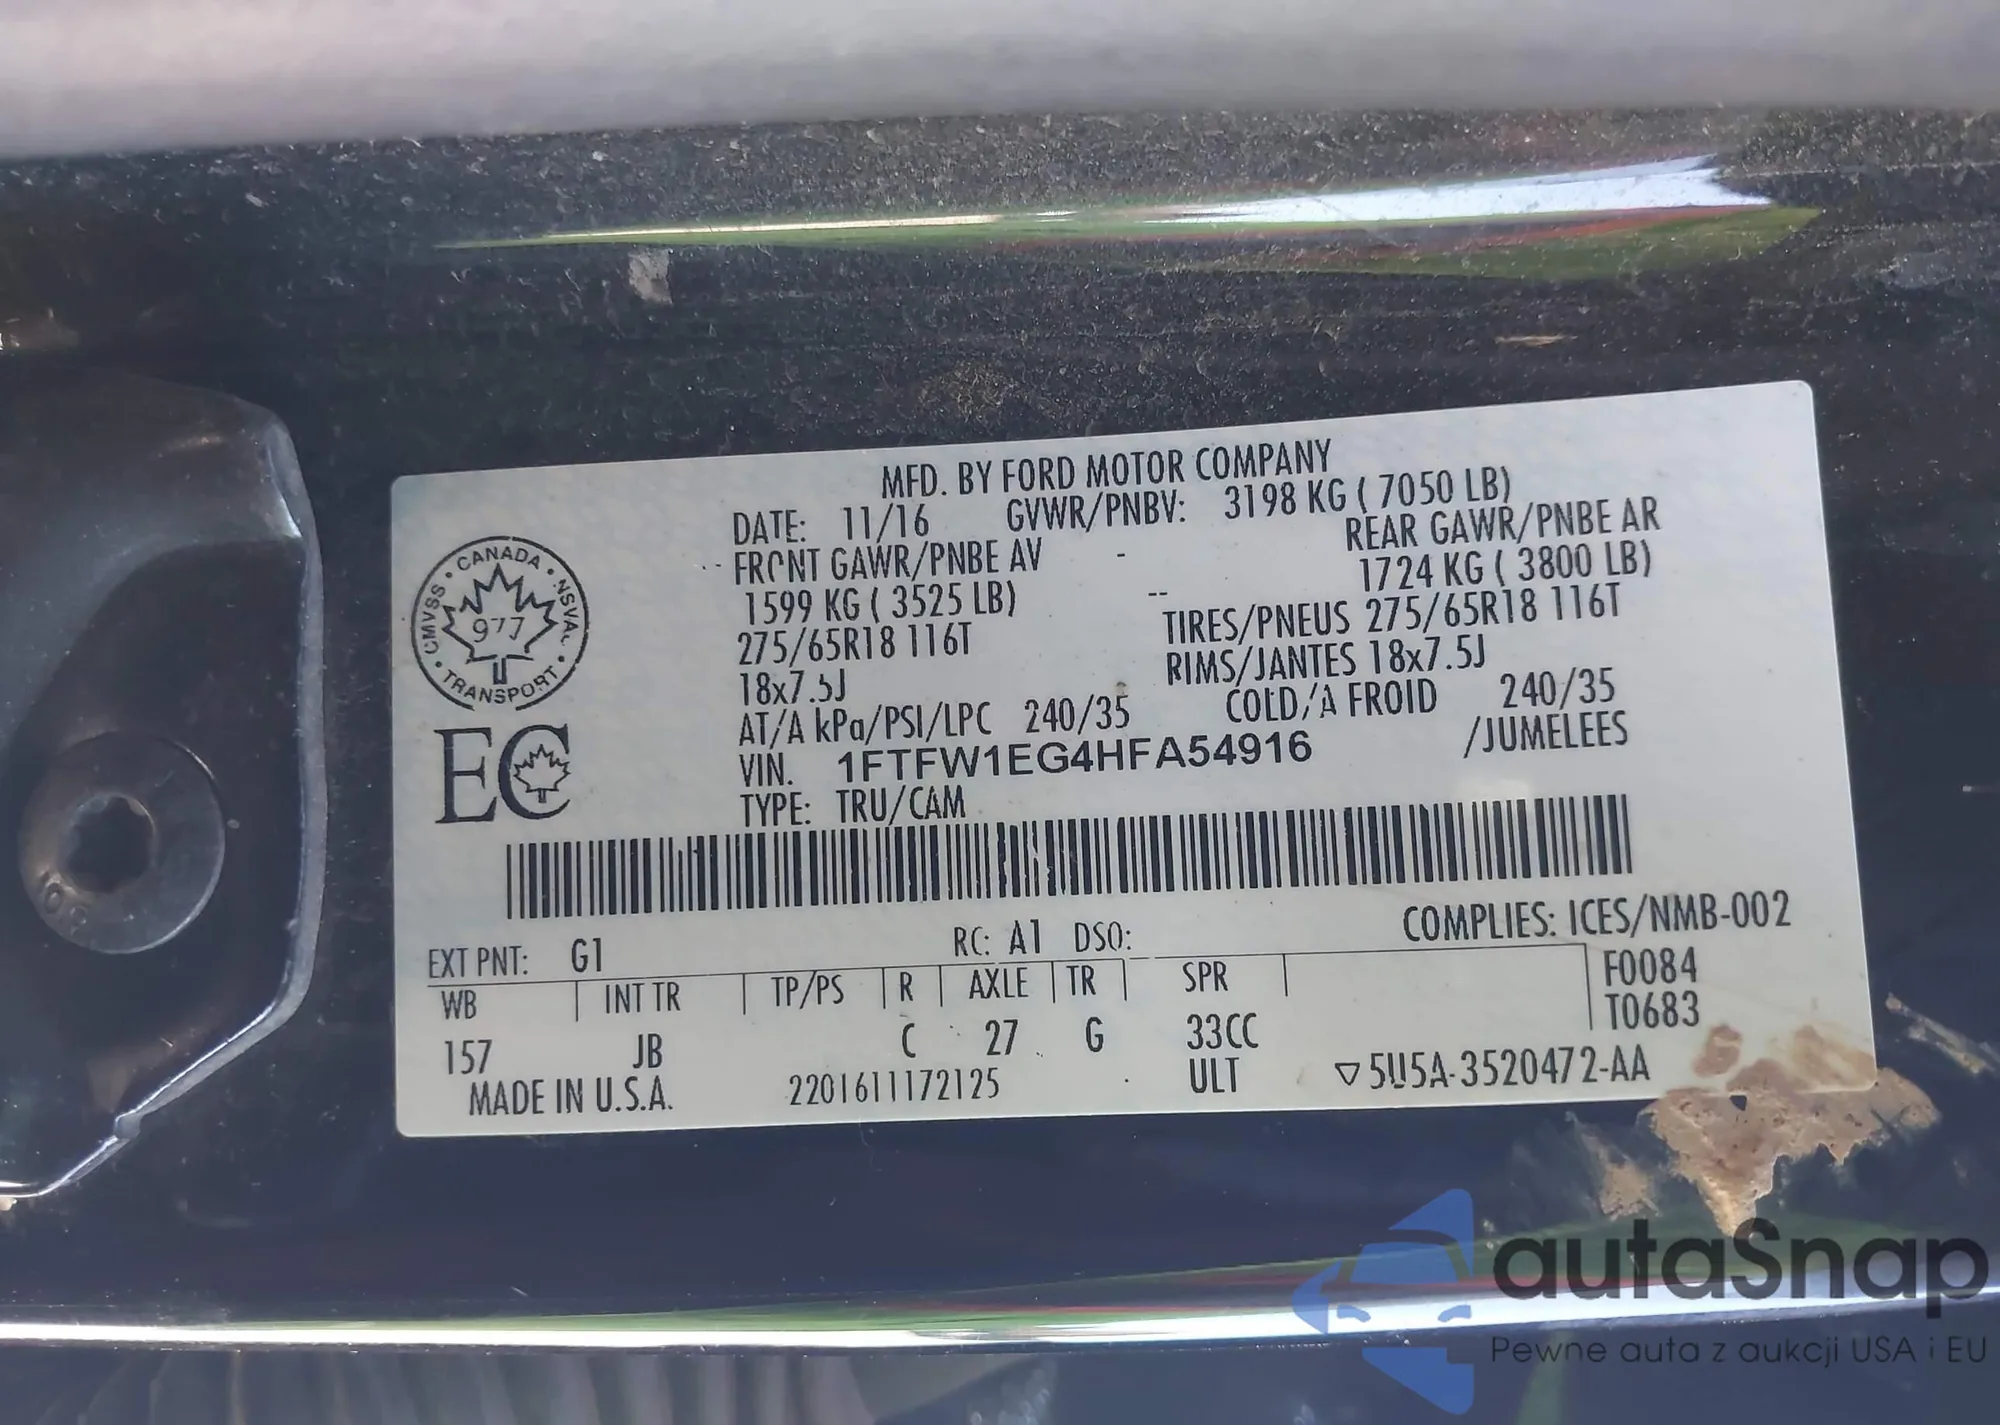 MFD. BY FORD MOTOR COMPANY
DATE: 11/16 GVWR/PNBV: 3198 KG ( 7050 LB)
FRONT GAWR/PNBE AV - REAR GAWR/PNBE AR
1599 KG ( 3525 LB) -- 1724 KG ( 3800 LB)
275/65R18 116T TIRES/PNEUS 275/65R18 116T
18x7.5J RIMS/JANTES 18x7.5J
AT/A kPa/PSI/LPC 240/35 COLD/A FROID 240/35
VIN. 1FTFW1EG4HFA54916 /JUMELEES
TYPE: TRU/CAM
CANADA · NSVAC · TRANSPORT · CMVSS
977
EC
COMPLIES: ICES/NMB-002
EXT PNT: G1 RC: A1 DSO:
WB INT TR TP/PS R AXLE TR SPR F0084
T0683
157 JB C 27 G 33CC
MADE IN U.S.A. 2201611172125 ULT ▽5U5A-3520472-AA
autaSnap
Pewne auta z aukcji USA i EU